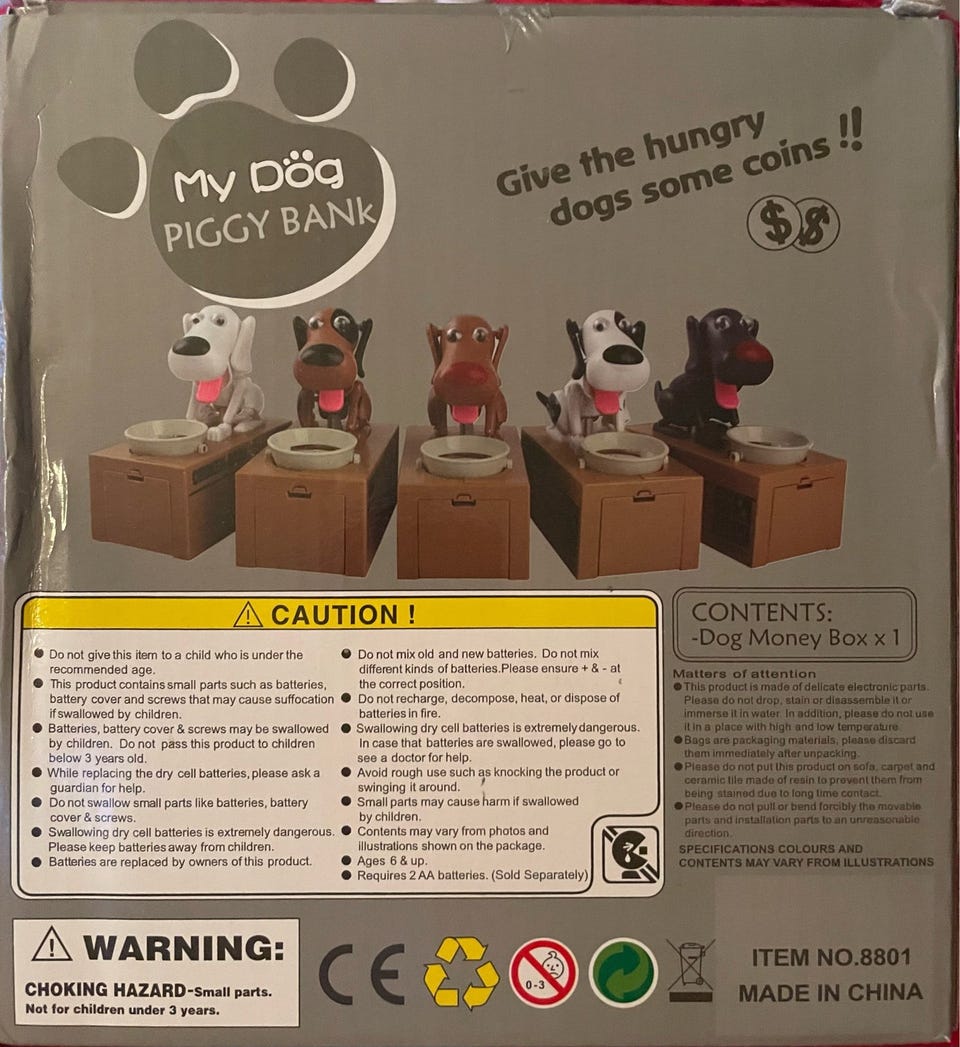 My Dög
PIGGY BANK
Give the hungry
dogs some coins !!
$ $
⚠ CAUTION !
● Do not give this item to a child who is under the
recommended age.
● This product contains small parts such as batteries,
battery cover and screws that may cause suffocation
if swallowed by children.
● Batteries, battery cover & screws may be swallowed
by children. Do not pass this product to children
below 3 years old.
● While replacing the dry cell batteries, please ask a
guardian for help.
● Do not swallow small parts like batteries, battery
cover & screws.
● Swallowing dry cell batteries is extremely dangerous.
Please keep batteries away from children.
● Batteries are replaced by owners of this product.
● Do not mix old and new batteries. Do not mix
different kinds of batteries.Please ensure + & - at
the correct position.
● Do not recharge, decompose, heat, or dispose of
batteries in fire.
● Swallowing dry cell batteries is extremely dangerous.
In case that batteries are swallowed, please go to
see a doctor for help.
● Avoid rough use such as knocking the product or
swinging it around.
● Small parts may cause harm if swallowed
by children.
● Contents may vary from photos and
illustrations shown on the package.
● Ages 6 & up.
● Requires 2 AA batteries. (Sold Separately)
CONTENTS:
-Dog Money Box x 1
Matters of attention
● This product is made of delicate electronic parts.
Please do not drop, stain or disassemble it or
immerse it in water. In addition, please do not use
it in a place with high and low temperature.
● Bags are packaging materials, please discard
them immediately after unpacking.
● Please do not put this product on sofa, carpet and
ceramic tile made of resin to prevent them from
being stained due to long time contact.
● Please do not pull or bend forcibly the movable
parts and installation parts to an unreasonable
direction.
SPECIFICATIONS COLOURS AND
CONTENTS MAY VARY FROM ILLUSTRATIONS
⚠ WARNING:
CHOKING HAZARD-Small parts.
Not for children under 3 years.
CE
0-3
ITEM NO.8801
MADE IN CHINA